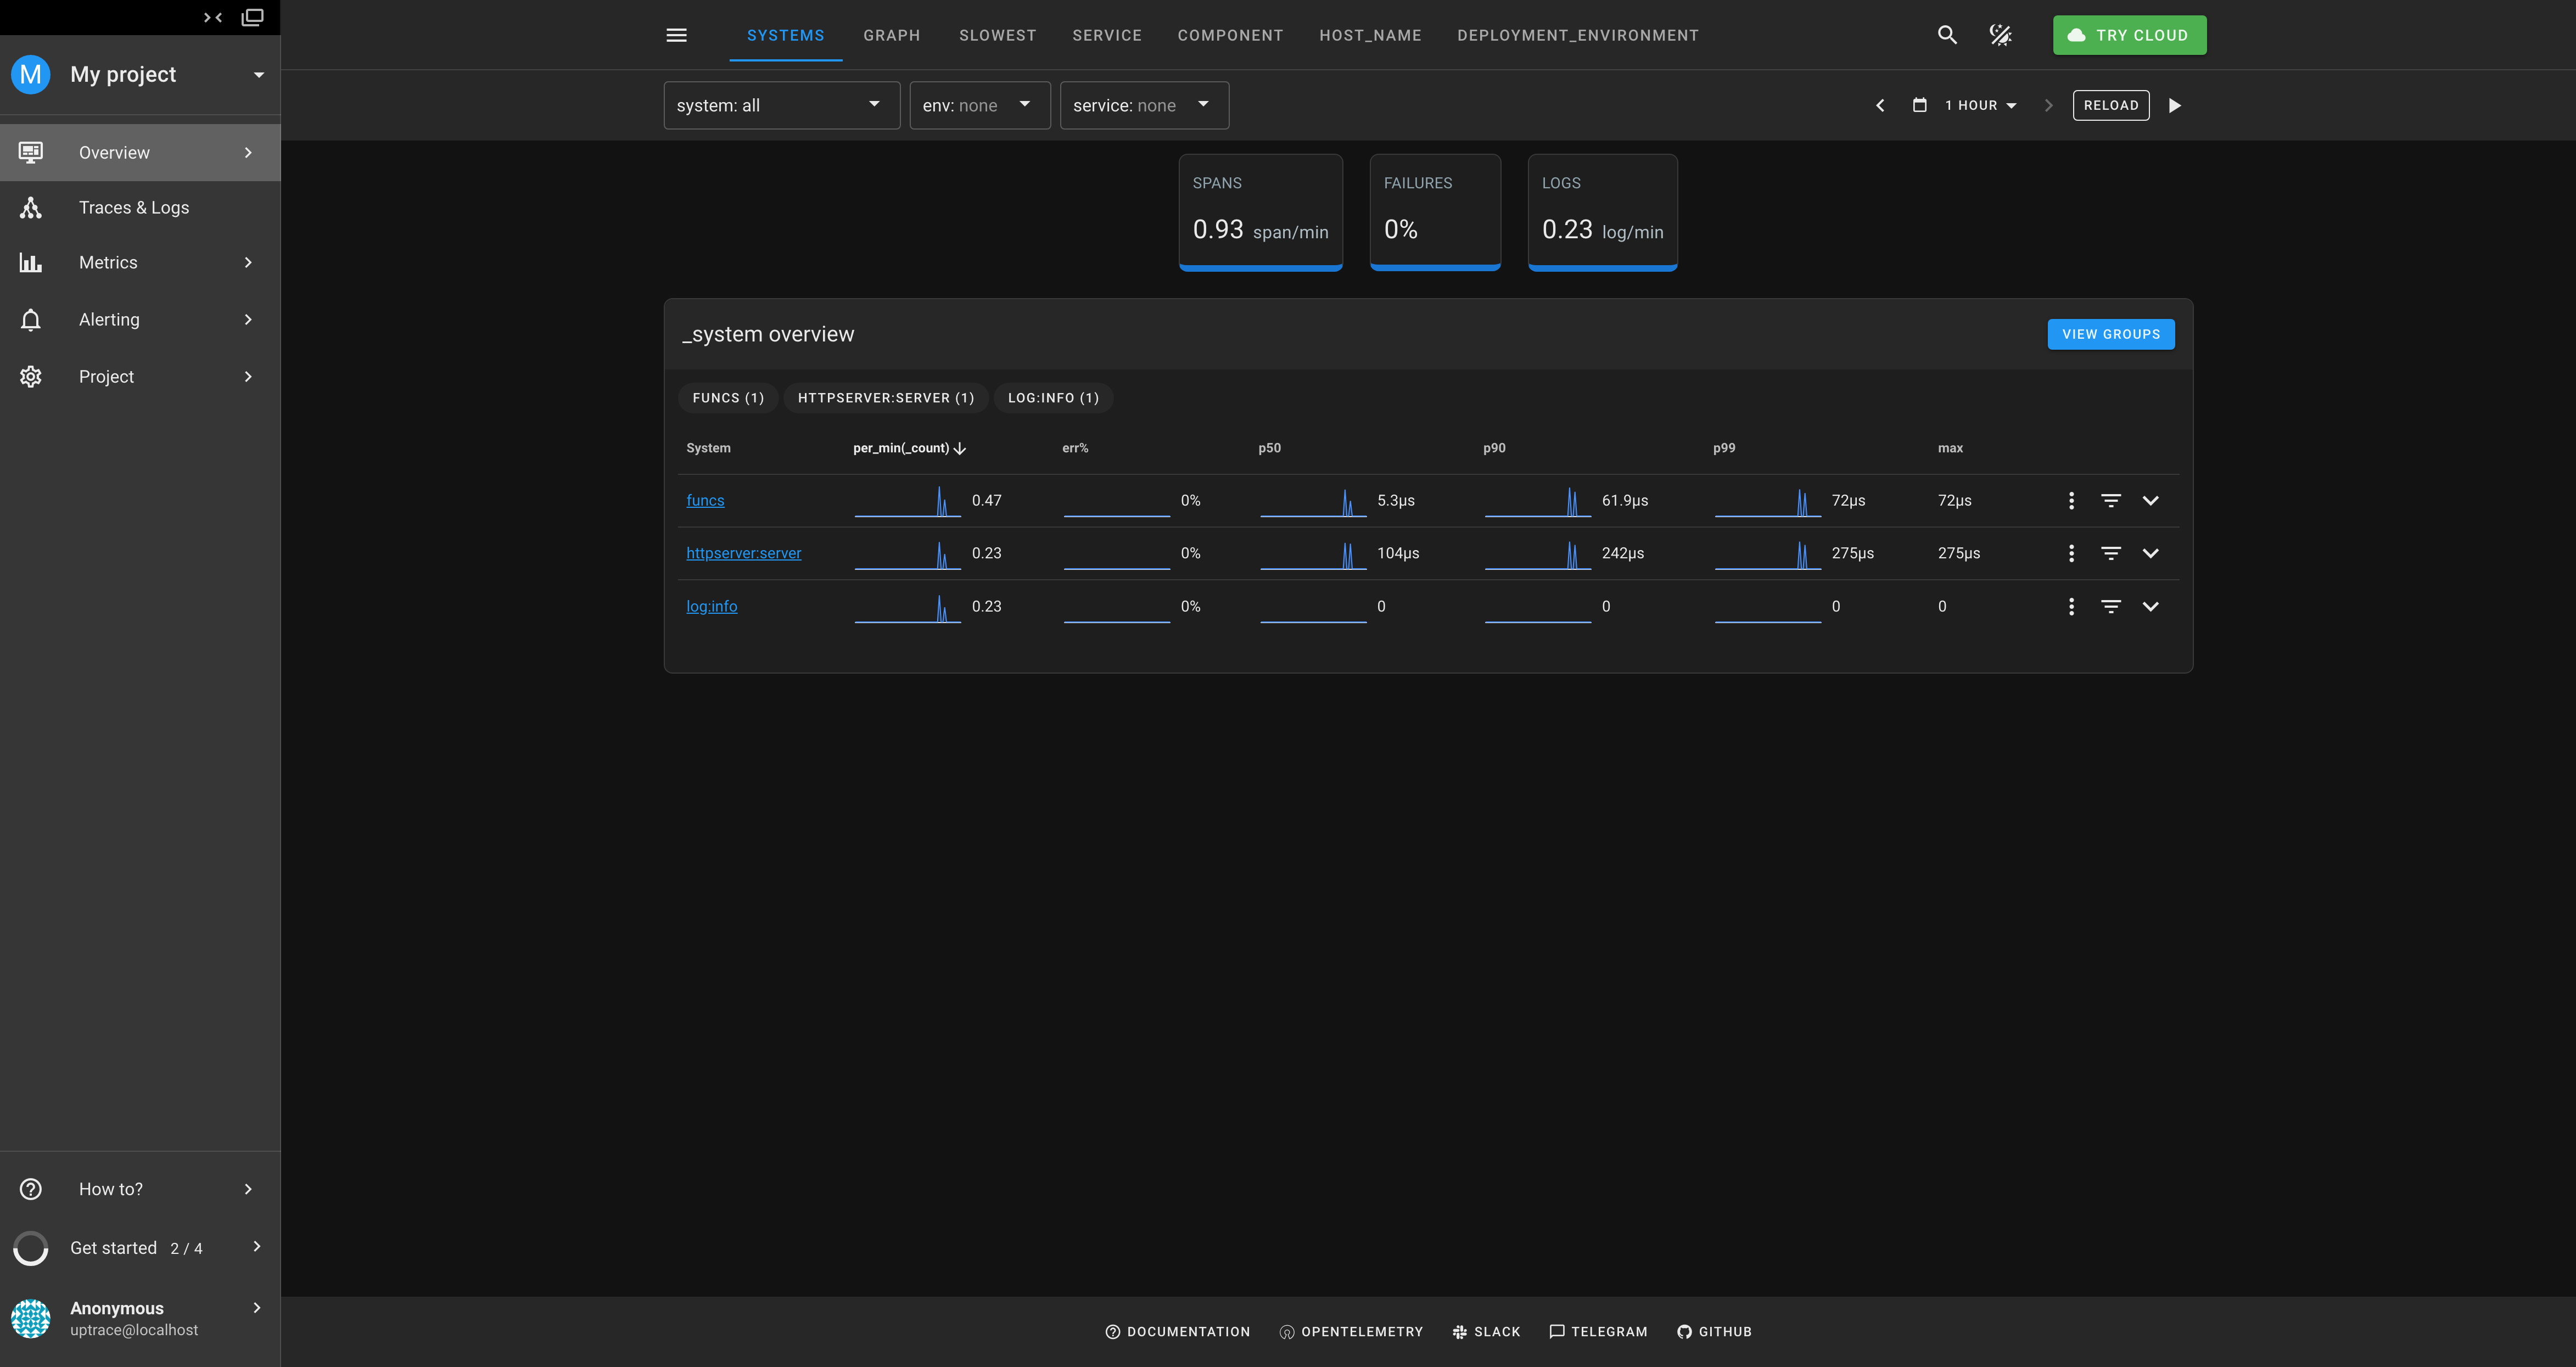 M My project
Overview
Traces & Logs
Metrics
Alerting
Project
How to?
Get started 2 / 4
Anonymous
uptrace@localhost
SYSTEMS GRAPH SLOWEST SERVICE COMPONENT HOST_NAME DEPLOYMENT_ENVIRONMENT TRY CLOUD
system: all env: none service: none 1 HOUR RELOAD
SPANS FAILURES LOGS
0.93 span/min 0% 0.23 log/min
_system overview VIEW GROUPS
FUNCS (1) HTTPSERVER:SERVER (1) LOG:INFO (1)
System per_min(_count) err% p50 p90 p99 max
funcs 0.47 0% 5.3µs 61.9µs 72µs 72µs
httpserver:server 0.23 0% 104µs 242µs 275µs 275µs
log:info 0.23 0% 0 0 0 0
DOCUMENTATION OPENTELEMETRY SLACK TELEGRAM GITHUB